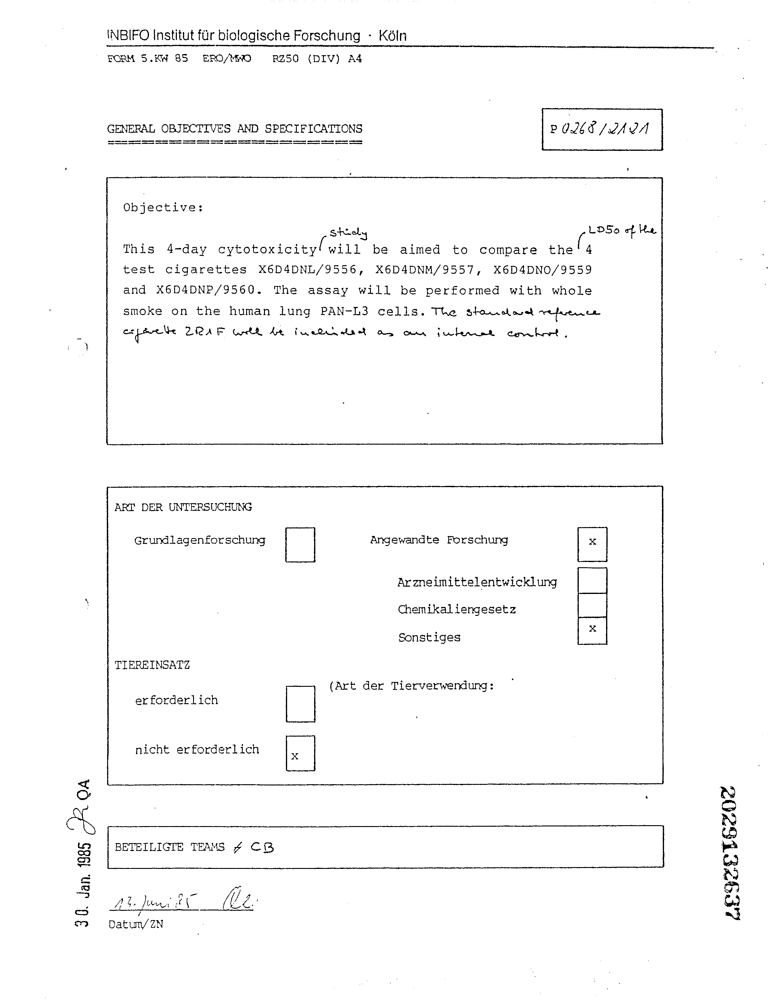 INBIFO Institut für biologische Forschung · Köln
FORM 5.KW 85 ERO/MWO RZ50 (DIV) A4
GENERAL OBJECTIVES AND SPECIFICATIONS
P 0268/2121
Objective:
study LD50 of the
This 4-day cytotoxicity will be aimed to compare the 4
test cigarettes X6D4DNL/9556, X6D4DNM/9557, X6D4DNO/9559
and X6D4DNP/9560. The assay will be performed with whole
smoke on the human lung PAN-L3 cells. The standard reference
cigarette 2R1F will be included as an internal control.
ART DER UNTERSUCHUNG
Grundlagenforschung Angewandte Forschung x
Arzneimittelentwicklung
Chemikaliengesetz
Sonstiges x
TIEREINSATZ
erforderlich (Art der Tierverwendung:
nicht erforderlich x
BETEILIGTE TEAMS CB
13. Juni 85
Datum/ZN
30. Jan. 1985 QA
2029132637